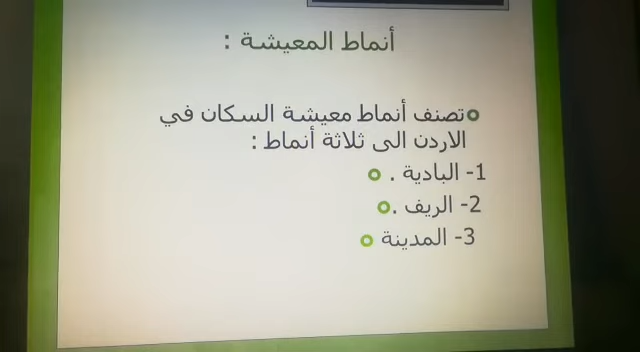 أنماط المعيشة :
تصنف أنماط معيشة السكان في
الاردن الى ثلاثة أنماط :
1- البادية .
2- الريف .
3- المدينة